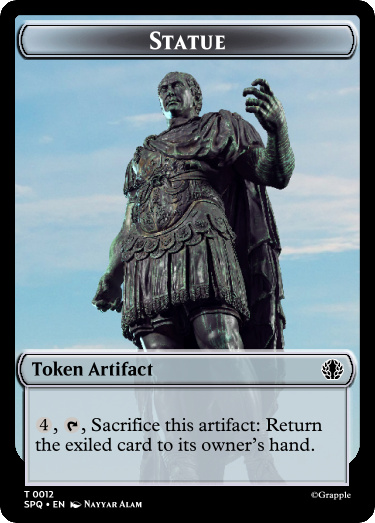 STATUE
Token Artifact
4, , Sacrifice this artifact: Return
the exiled card to its owner's hand.
T 0012
SPQ • EN NAYYAR ALAM
©Grapple